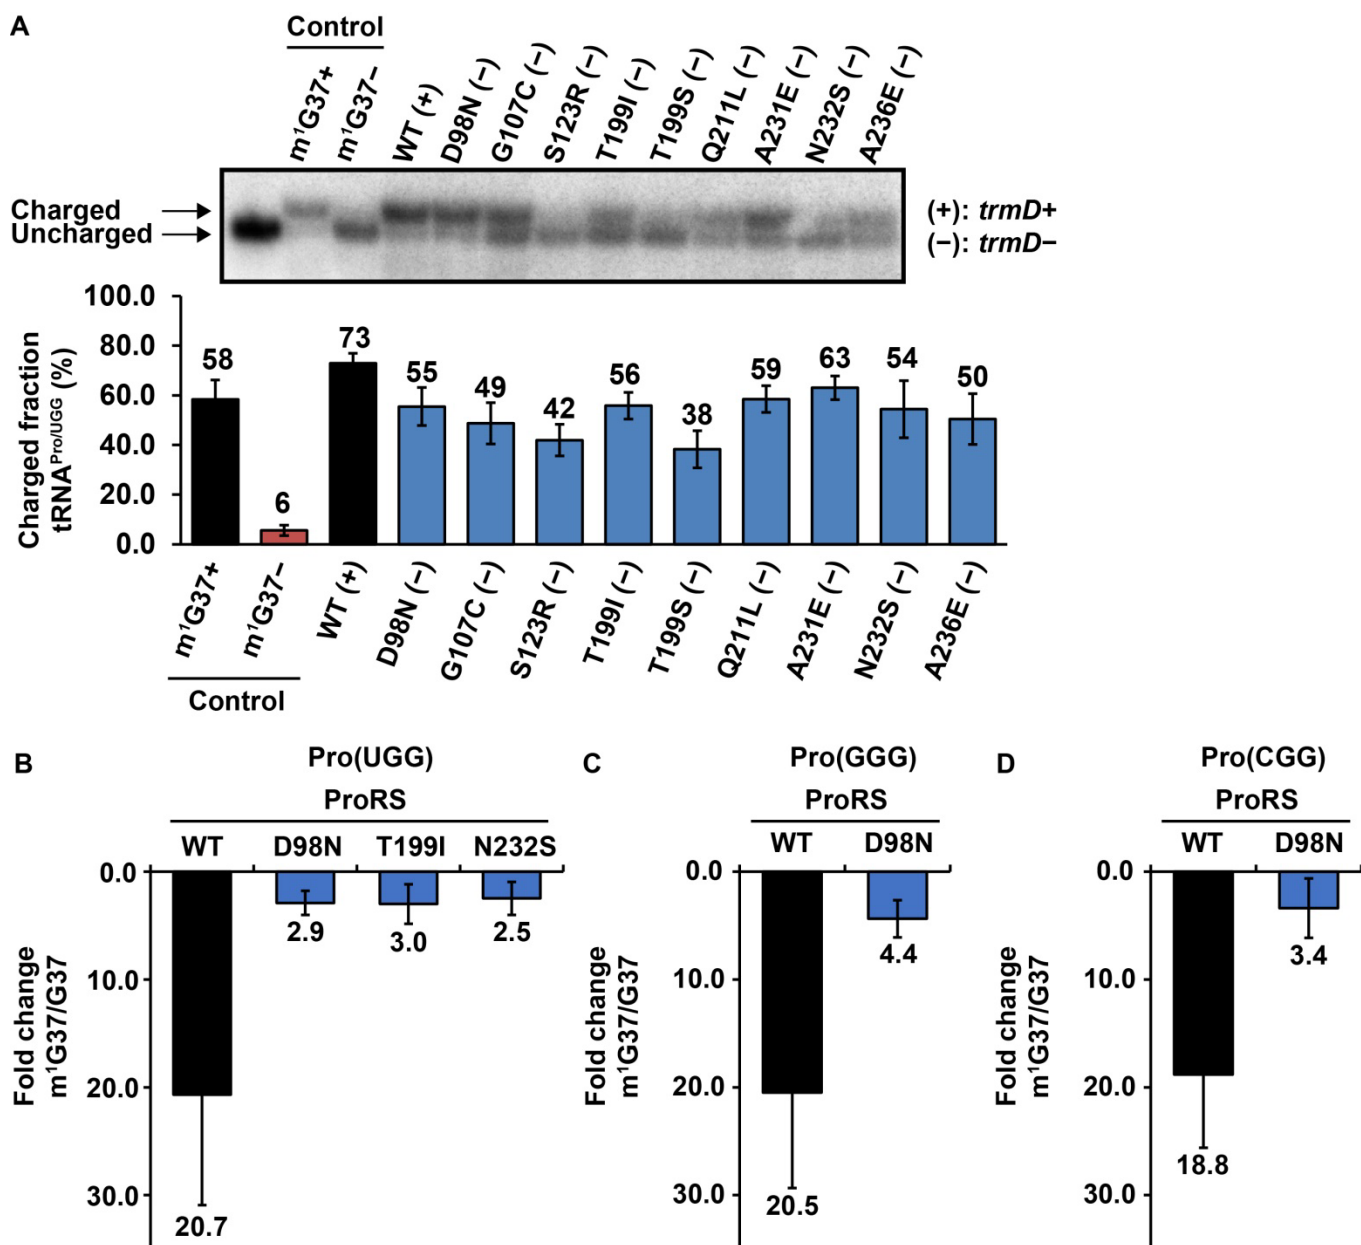 A
Control
m¹G37+
m¹G37−
WT (+)
D98N (−)
G107C (−)
S123R (−)
T199I (−)
T199S (−)
Q211L (−)
A231E (−)
N232S (−)
A236E (−)
Charged
Uncharged
(+): trmD+
(−): trmD−
Charged fraction
tRNA^Pro/UGG (%)
100.0
80.0
60.0
40.0
20.0
0.0
58
6
73
55
49
42
56
38
59
63
54
50
m¹G37+
m¹G37−
WT (+)
D98N (−)
G107C (−)
S123R (−)
T199I (−)
T199S (−)
Q211L (−)
A231E (−)
N232S (−)
A236E (−)
Control
B
Pro(UGG)
ProRS
WT D98N T199I N232S
Fold change
m¹G37/G37
0.0
10.0
20.0
30.0
20.7
2.9
3.0
2.5
C
Pro(GGG)
ProRS
WT D98N
Fold change
m¹G37/G37
0.0
10.0
20.0
30.0
20.5
4.4
D
Pro(CGG)
ProRS
WT D98N
Fold change
m¹G37/G37
0.0
10.0
20.0
30.0
18.8
3.4